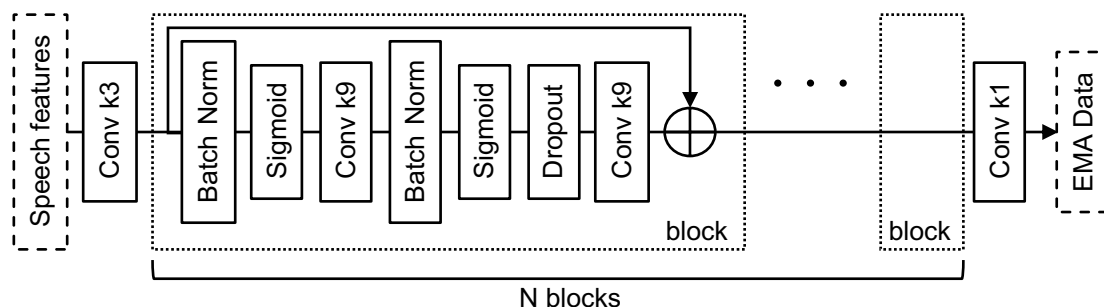 Speech features
Conv k3
Batch Norm
Sigmoid
Conv k9
Batch Norm
Sigmoid
Dropout
Conv k9
block
. . .
block
Conv k1
EMA Data
N blocks